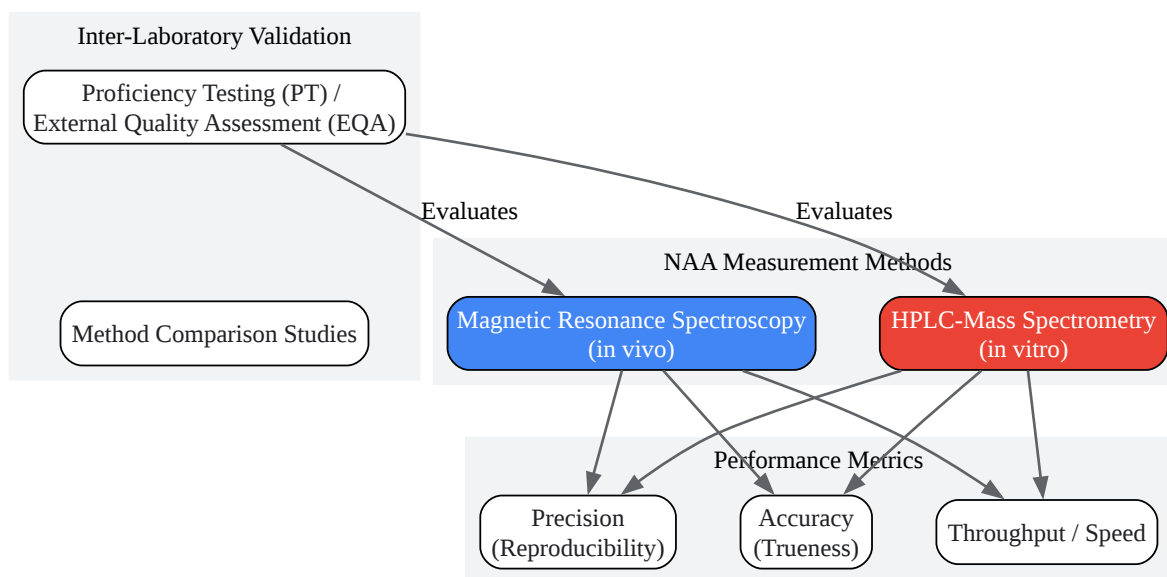 Inter-Laboratory Validation
Proficiency Testing (PT) /
External Quality Assessment (EQA)
Evaluates
Evaluates
NAA Measurement Methods
Method Comparison Studies
Magnetic Resonance Spectroscopy
(in vivo)
HPLC-Mass Spectrometry
(in vitro)
Performance Metrics
Precision
(Reproducibility)
Accuracy
(Trueness)
Throughput / Speed